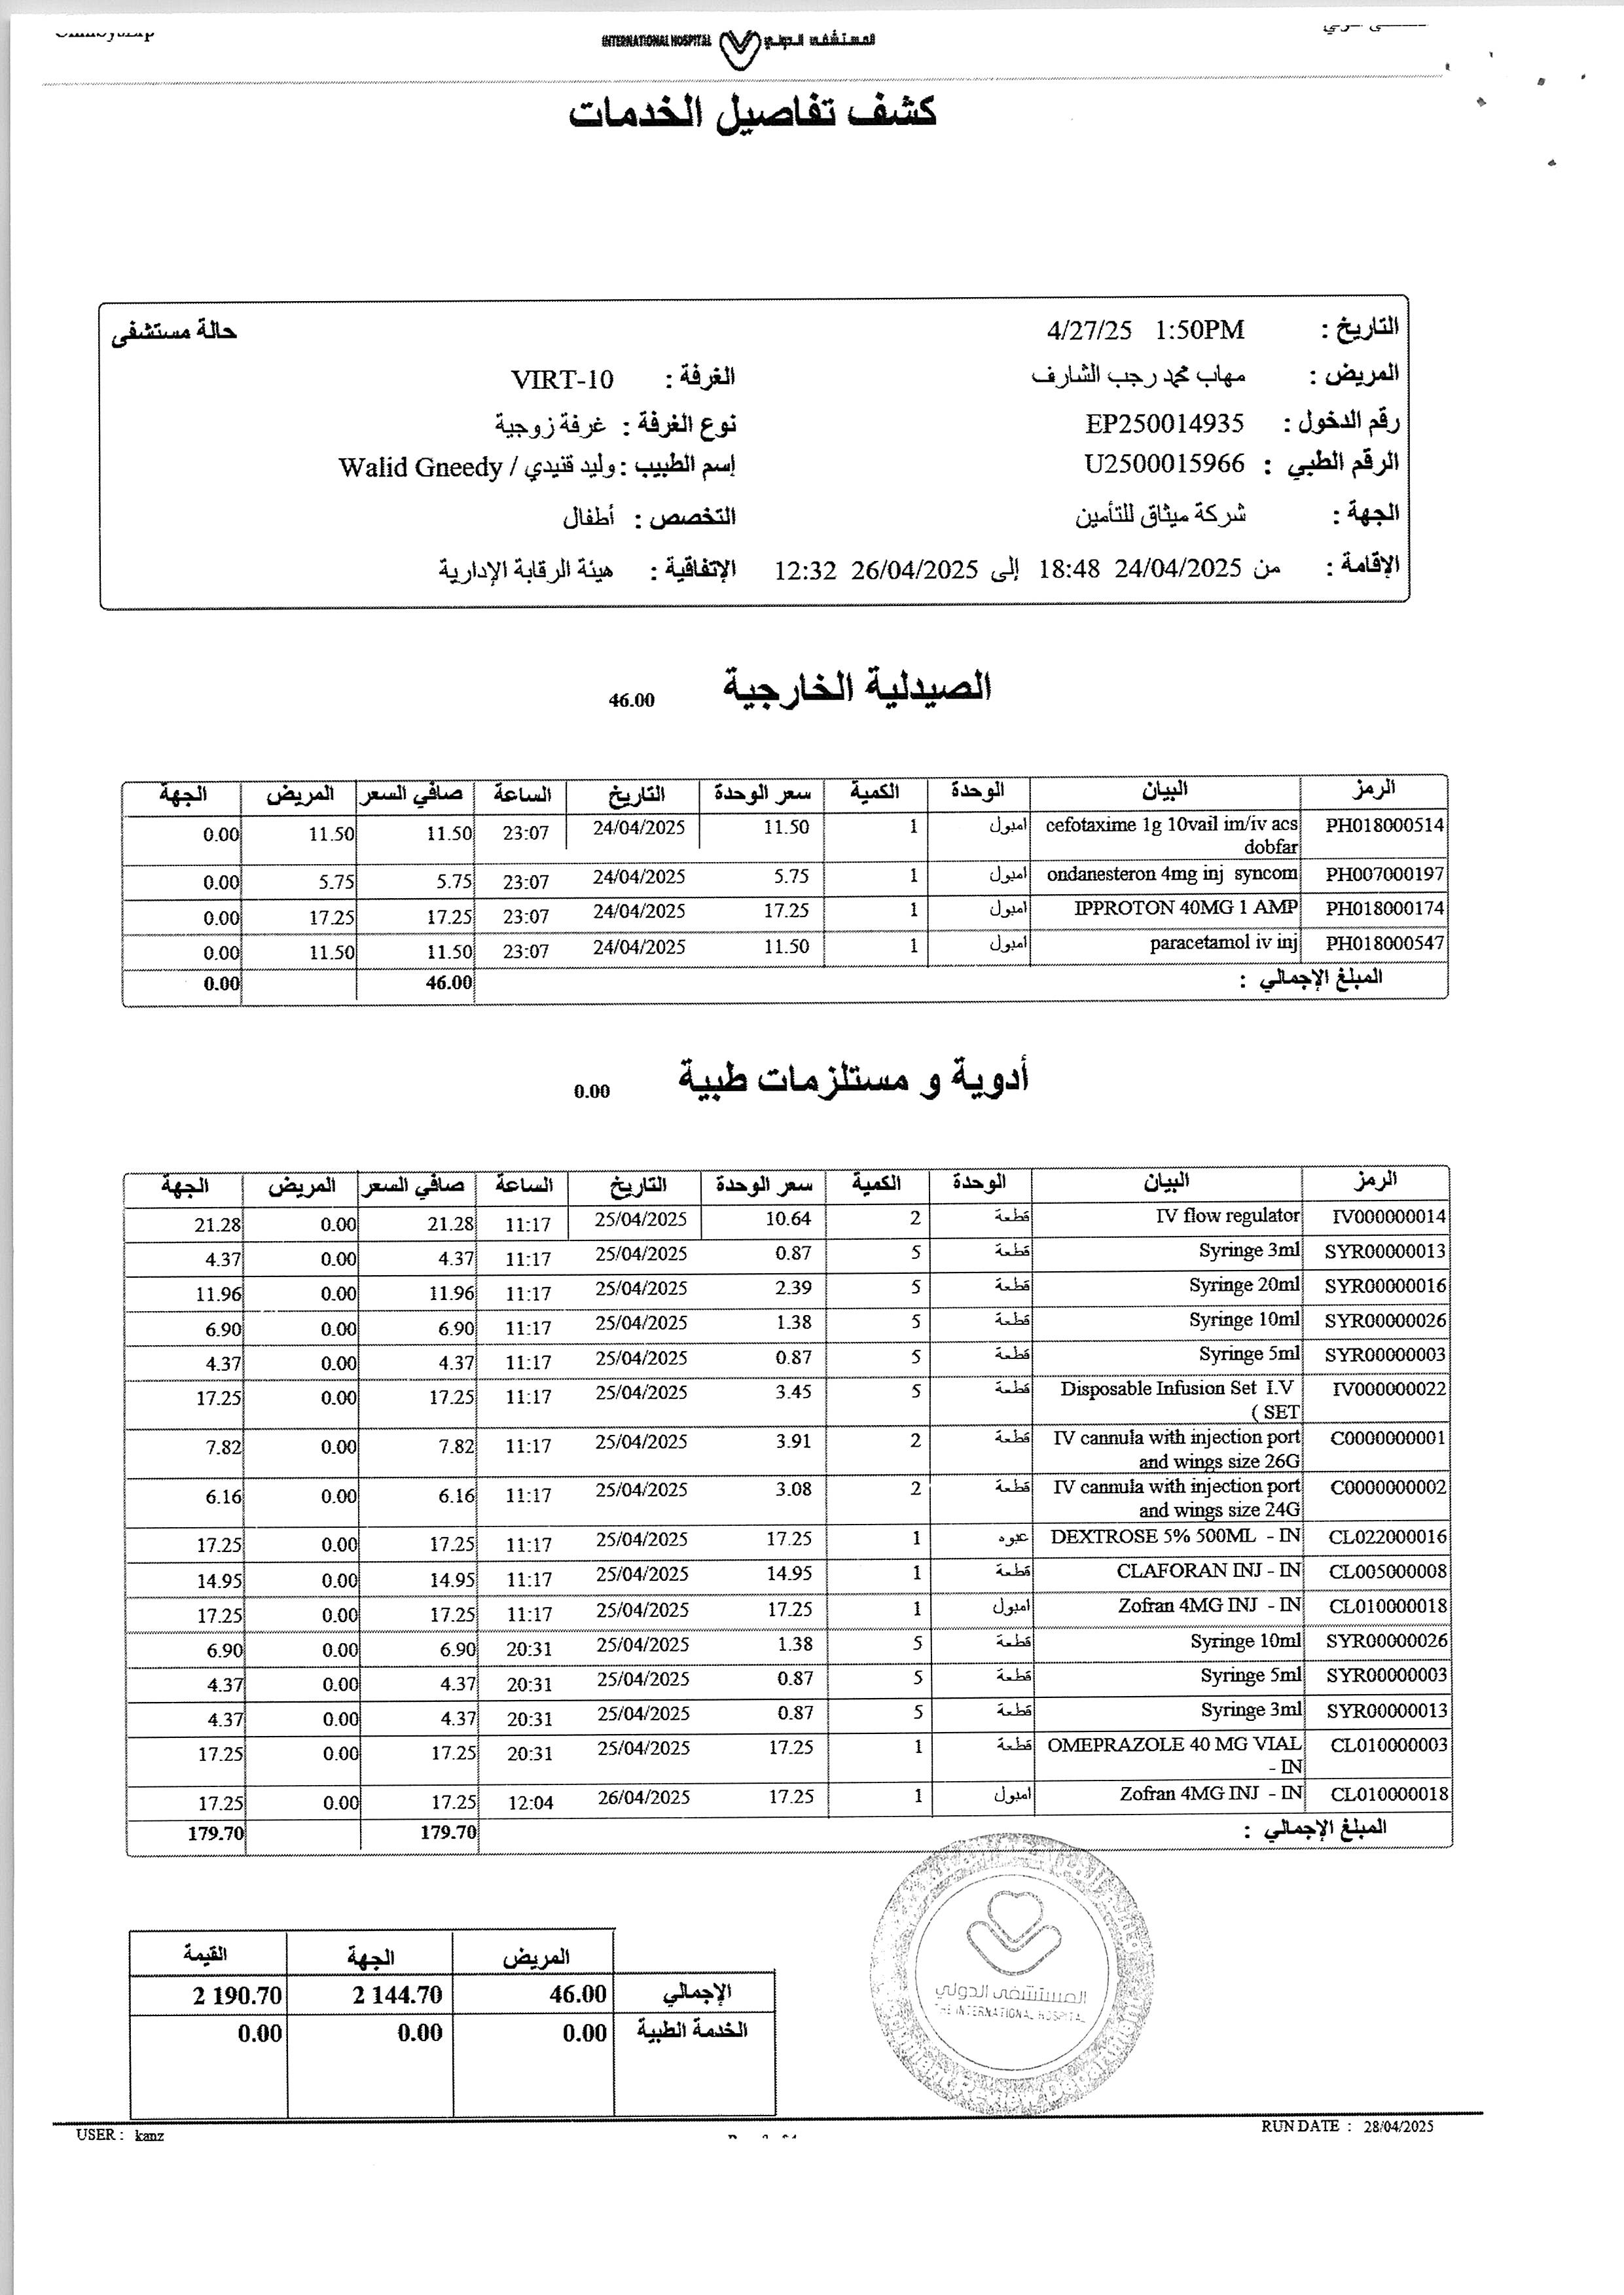 INTERNATIONAL HOSPITAL المستشفى الدولي
كشف تفاصيل الخدمات
التاريخ : 4/27/25 1:50PM حالة مستشفى
المريض : مهاب محمد رجب الشارف الغرفة : VIRT-10
رقم الدخول : EP250014935 نوع الغرفة : غرفة زوجية
الرقم الطبي : U2500015966 إسم الطبيب : وليد قنيدي / Walid Gneedy
الجهة : شركة ميثاق للتأمين التخصص : أطفال
الإقامة : من 24/04/2025 18:48 إلى 26/04/2025 12:32 الإتفاقية : هيئة الرقابة الإدارية
الصيدلية الخارجية 46.00
الرمز البيان الوحدة الكمية سعر الوحدة التاريخ الساعة صافي السعر المريض الجهة
PH018000514 cefotaxime 1g 10vail im/iv acs امبول 1 11.50 24/04/2025 23:07 11.50 11.50 0.00
dobfar
PH007000197 ondanesteron 4mg inj syncom امبول 1 5.75 24/04/2025 23:07 5.75 5.75 0.00
PH018000174 IPPROTON 40MG 1 AMP امبول 1 17.25 24/04/2025 23:07 17.25 17.25 0.00
PH018000547 paracetamol iv inj امبول 1 11.50 24/04/2025 23:07 11.50 11.50 0.00
المبلغ الإجمالي : 46.00 0.00
أدوية و مستلزمات طبية 0.00
الرمز البيان الوحدة الكمية سعر الوحدة التاريخ الساعة صافي السعر المريض الجهة
IV000000014 IV flow regulator قطعة 2 10.64 25/04/2025 11:17 21.28 0.00 21.28
SYR00000013 Syringe 3ml قطعة 5 0.87 25/04/2025 11:17 4.37 0.00 4.37
SYR00000016 Syringe 20ml قطعة 5 2.39 25/04/2025 11:17 11.96 0.00 11.96
SYR00000026 Syringe 10ml قطعة 5 1.38 25/04/2025 11:17 6.90 0.00 6.90
SYR00000003 Syringe 5ml قطعة 5 0.87 25/04/2025 11:17 4.37 0.00 4.37
IV000000022 Disposable Infusion Set I.V قطعة 5 3.45 25/04/2025 11:17 17.25 0.00 17.25
( SET
C0000000001 IV cannula with injection port قطعة 2 3.91 25/04/2025 11:17 7.82 0.00 7.82
and wings size 26G
C0000000002 IV cannula with injection port قطعة 2 3.08 25/04/2025 11:17 6.16 0.00 6.16
and wings size 24G
CL022000016 DEXTROSE 5% 500ML - IN عبوه 1 17.25 25/04/2025 11:17 17.25 0.00 17.25
CL005000008 CLAFORAN INJ - IN قطعة 1 14.95 25/04/2025 11:17 14.95 0.00 14.95
CL010000018 Zofran 4MG INJ - IN امبول 1 17.25 25/04/2025 11:17 17.25 0.00 17.25
SYR00000026 Syringe 10ml قطعة 5 1.38 25/04/2025 20:31 6.90 0.00 6.90
SYR00000003 Syringe 5ml قطعة 5 0.87 25/04/2025 20:31 4.37 0.00 4.37
SYR00000013 Syringe 3ml قطعة 5 0.87 25/04/2025 20:31 4.37 0.00 4.37
CL010000003 OMEPRAZOLE 40 MG VIAL قطعة 1 17.25 25/04/2025 20:31 17.25 0.00 17.25
- IN
CL010000018 Zofran 4MG INJ - IN امبول 1 17.25 26/04/2025 12:04 17.25 0.00 17.25
المبلغ الإجمالي : 179.70 179.70
المستشفى الدولي
THE INTERNATIONAL HOSPITAL
المريض الجهة القيمة
الإجمالي 46.00 2 144.70 2 190.70
الخدمة الطبية 0.00 0.00 0.00
USER : kanz RUN DATE : 28/04/2025